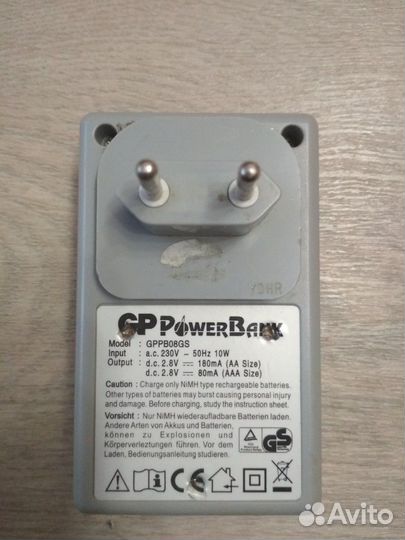 73HR
GP PowerBank
Model : GPPB08GS
Input : a.c. 230V ~ 50Hz 10W
Output : d.c. 2.8V ⎓ 180mA (AA Size)
d.c. 2.8V ⎓ 80mA (AAA Size)
Caution : Charge only NiMH type rechargeable batteries.
Other types of batteries may burst causing personal injury
and damage. Before charging, study the instruction sheet.
Vorsicht : Nur NiMH wiederaufladbare Batterien laden.
Andere Arten von Akkus und Batterien,
können zu Explosionen und
Körperverletzungen führen. Vor dem
Laden, Bedienungsanleitung lesen.
GS
CE
Avito